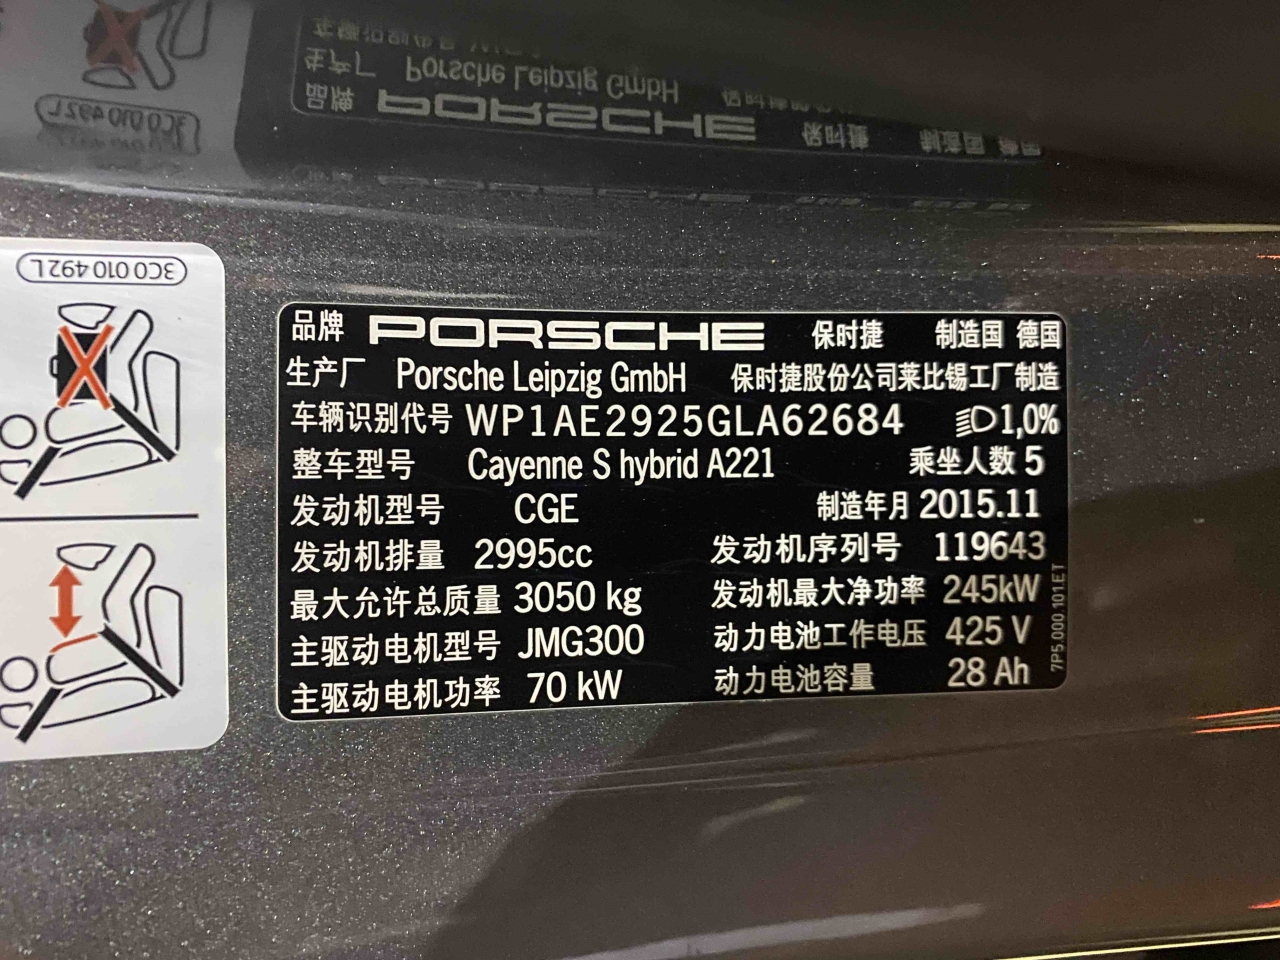 3C0 010 492 L
品牌 PORSCHE 保时捷 制造国 德国
生产厂 Porsche Leipzig GmbH 保时捷股份公司莱比锡工厂制造
车辆识别代号 WP1AE2925GLA62684 1,0%
整车型号 Cayenne S hybrid A221 乘坐人数 5
发动机型号 CGE 制造年月 2015.11
发动机排量 2995cc 发动机序列号 119643
最大允许总质量 3050 kg 发动机最大净功率 245kW
主驱动电机型号 JMG300 动力电池工作电压 425 V
主驱动电机功率 70 kW 动力电池容量 28 Ah
7P5.000.101.ET